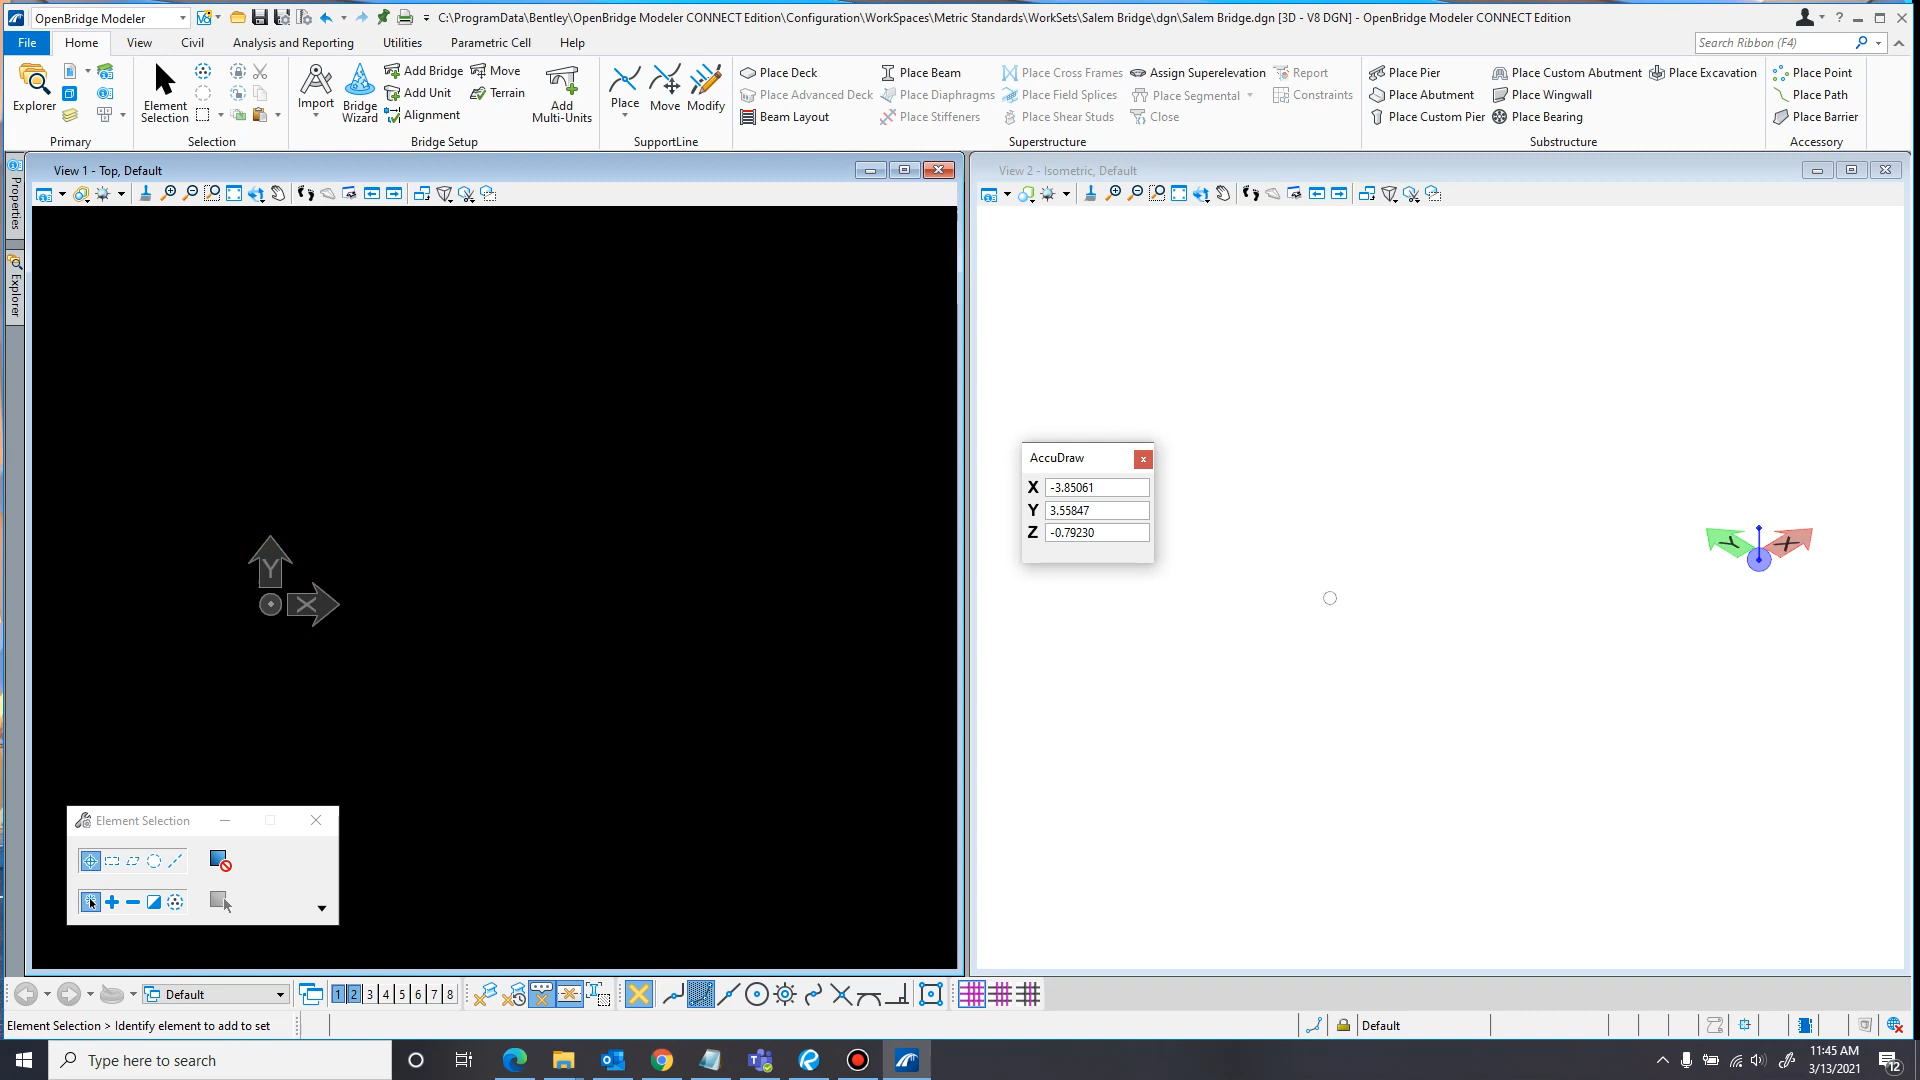 OpenBridge Modeler
C:\ProgramData\Bentley\OpenBridge Modeler CONNECT Edition\Configuration\WorkSpaces\Metric Standards\WorkSets\Salem Bridge\dgn\Salem Bridge.dgn [3D - V8 DGN] - OpenBridge Modeler CONNECT Edition
File Home View Civil Analysis and Reporting Utilities Parametric Cell Help
Search Ribbon (F4)
Explorer
Primary
Element Selection
Selection
Import
Bridge Wizard
Add Bridge
Move
Add Unit
Terrain
Alignment
Add Multi-Units
Bridge Setup
Place
Move
Modify
SupportLine
Place Deck
Place Beam
Place Cross Frames
Assign Superelevation
Report
Place Advanced Deck
Place Diaphragms
Place Field Splices
Place Segmental
Constraints
Beam Layout
Place Stiffeners
Place Shear Studs
Close
Superstructure
Place Pier
Place Custom Abutment
Place Excavation
Place Abutment
Place Wingwall
Place Custom Pier
Place Bearing
Substructure
Place Point
Place Path
Place Barrier
Accessory
Properties
Explorer
View 1 - Top, Default
View 2 - Isometric, Default
Y
X
AccuDraw
X -3.85061
Y 3.55847
Z -0.79230
Y X
Element Selection
Default
1 2 3 4 5 6 7 8
Element Selection > Identify element to add to set
Default
Type here to search
11:45 AM
3/13/2021
12